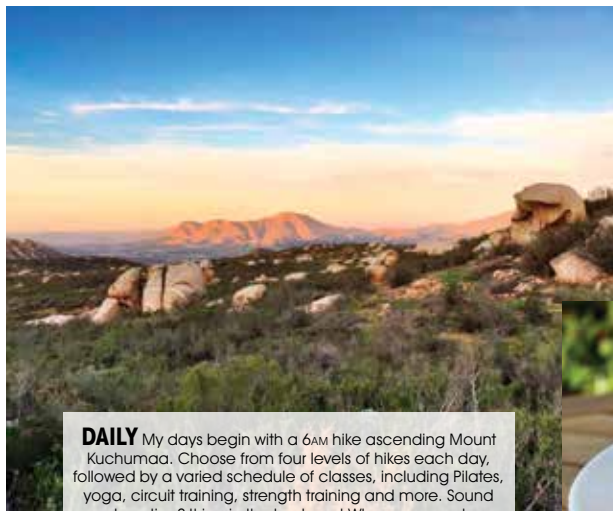 DAILY My days begin with a 6AM hike ascending Mount
Kuchumaa. Choose from four levels of hikes each day,
followed by a varied schedule of classes, including Pilates,
yoga, circuit training, strength training and more. Sound